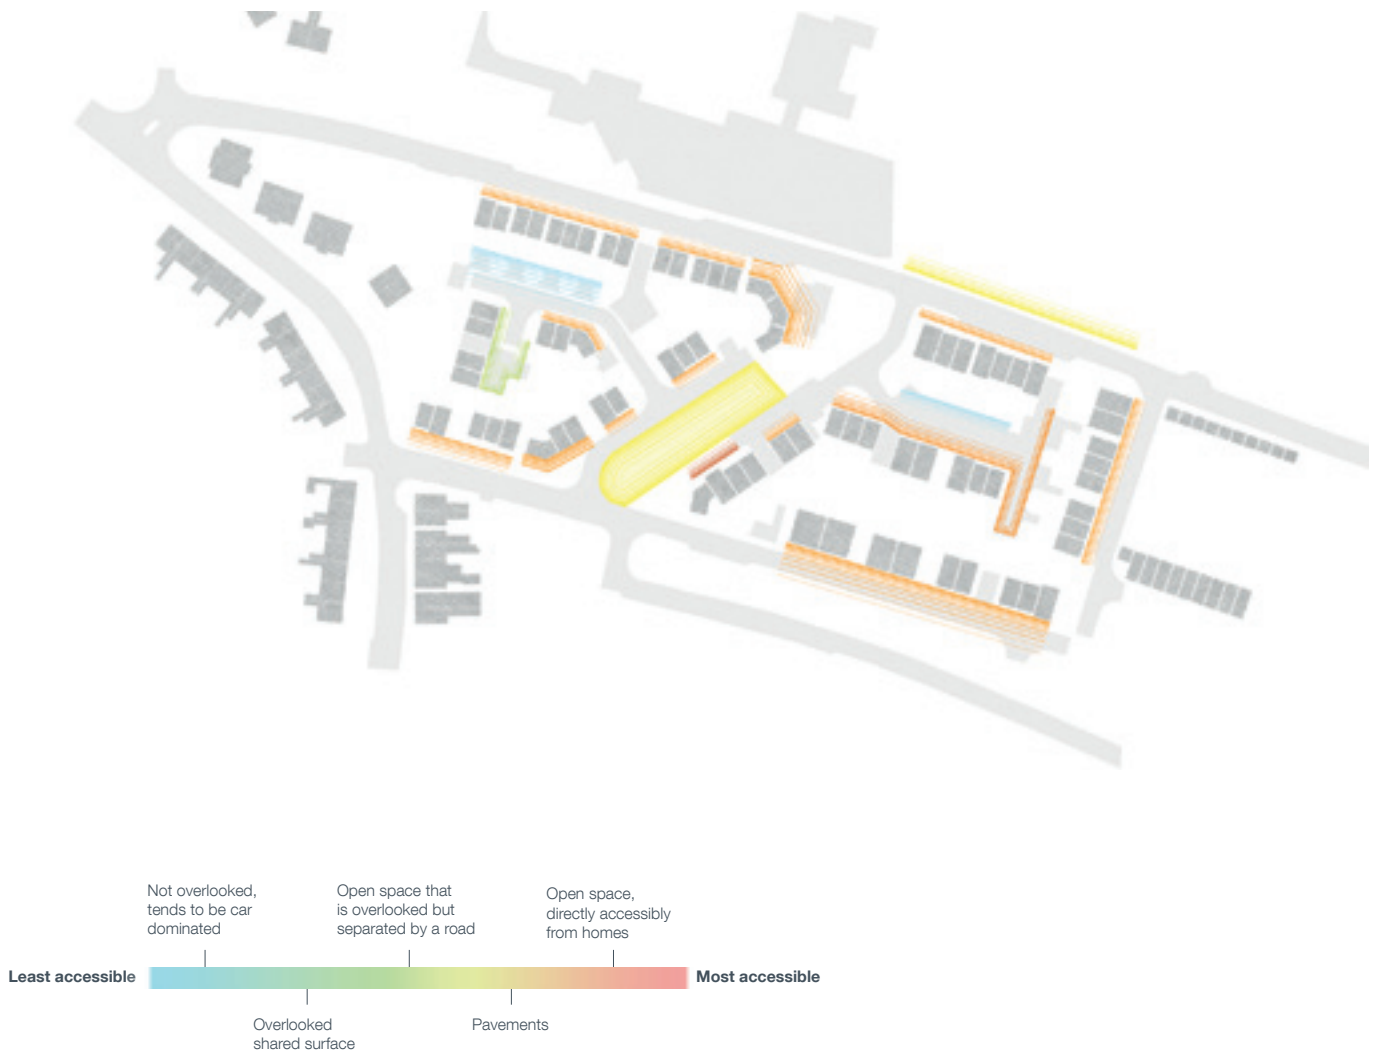 Not overlooked,
tends to be car
dominated
Open space that
is overlooked but
separated by a road
Open space,
directly accessibly
from homes
Least accessible
Most accessible
Overlooked
shared surface
Pavements